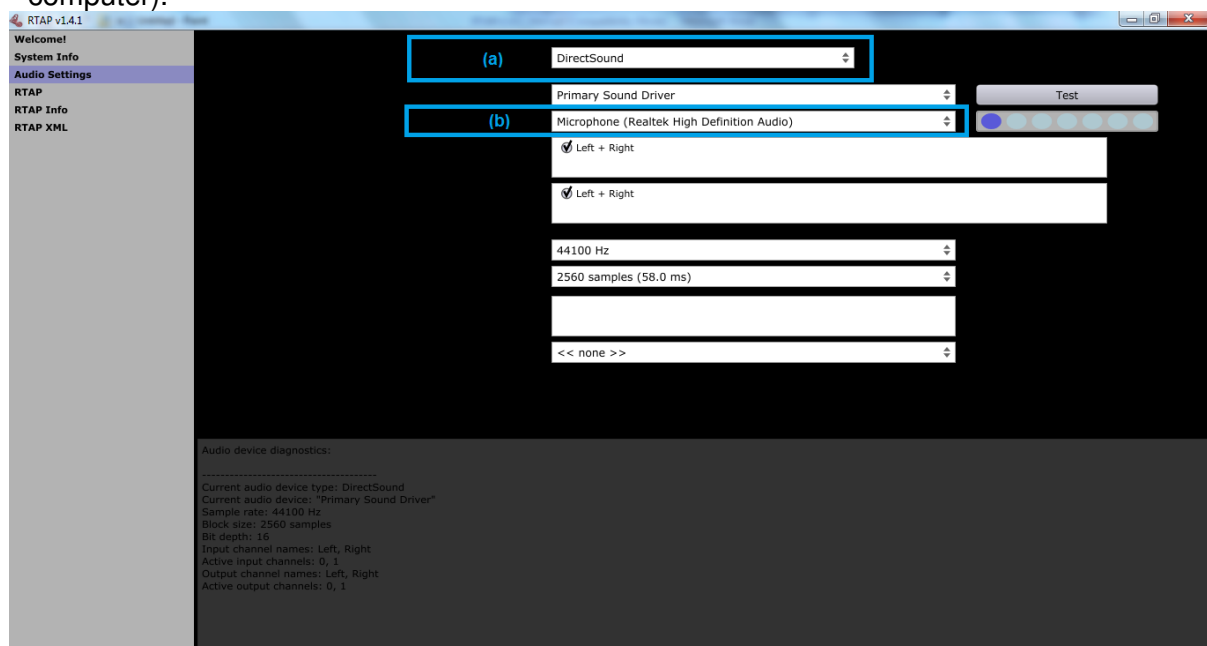 computer).
RTAP v1.4.1
Welcome!
System Info
Audio Settings
RTAP
RTAP Info
RTAP XML
(a)
DirectSound
Primary Sound Driver
Test
(b)
Microphone (Realtek High Definition Audio)
Left + Right
Left + Right
44100 Hz
2560 samples (58.0 ms)
<< none >>
Audio device diagnostics:
--------------------------------------
Current audio device type: DirectSound
Current audio device: "Primary Sound Driver"
Sample rate: 44100 Hz
Block size: 2560 samples
Bit depth: 16
Input channel names: Left, Right
Active input channels: 0, 1
Output channel names: Left, Right
Active output channels: 0, 1